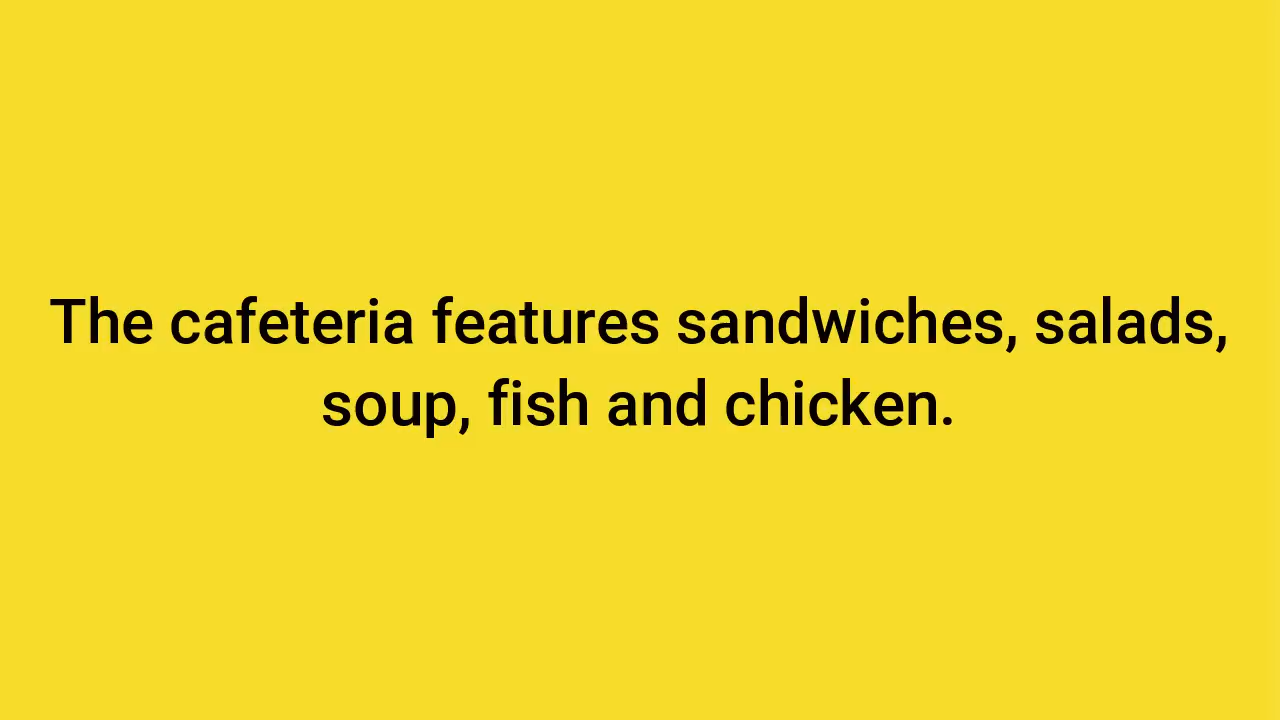 The cafeteria features sandwiches, salads,
soup, fish and chicken.